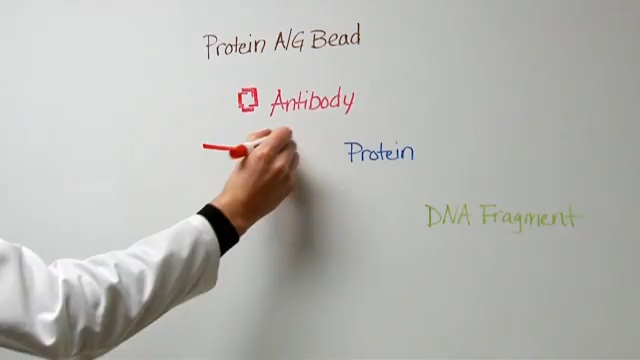 Protein A/G Bead
Antibody
Protein
DNA Fragment